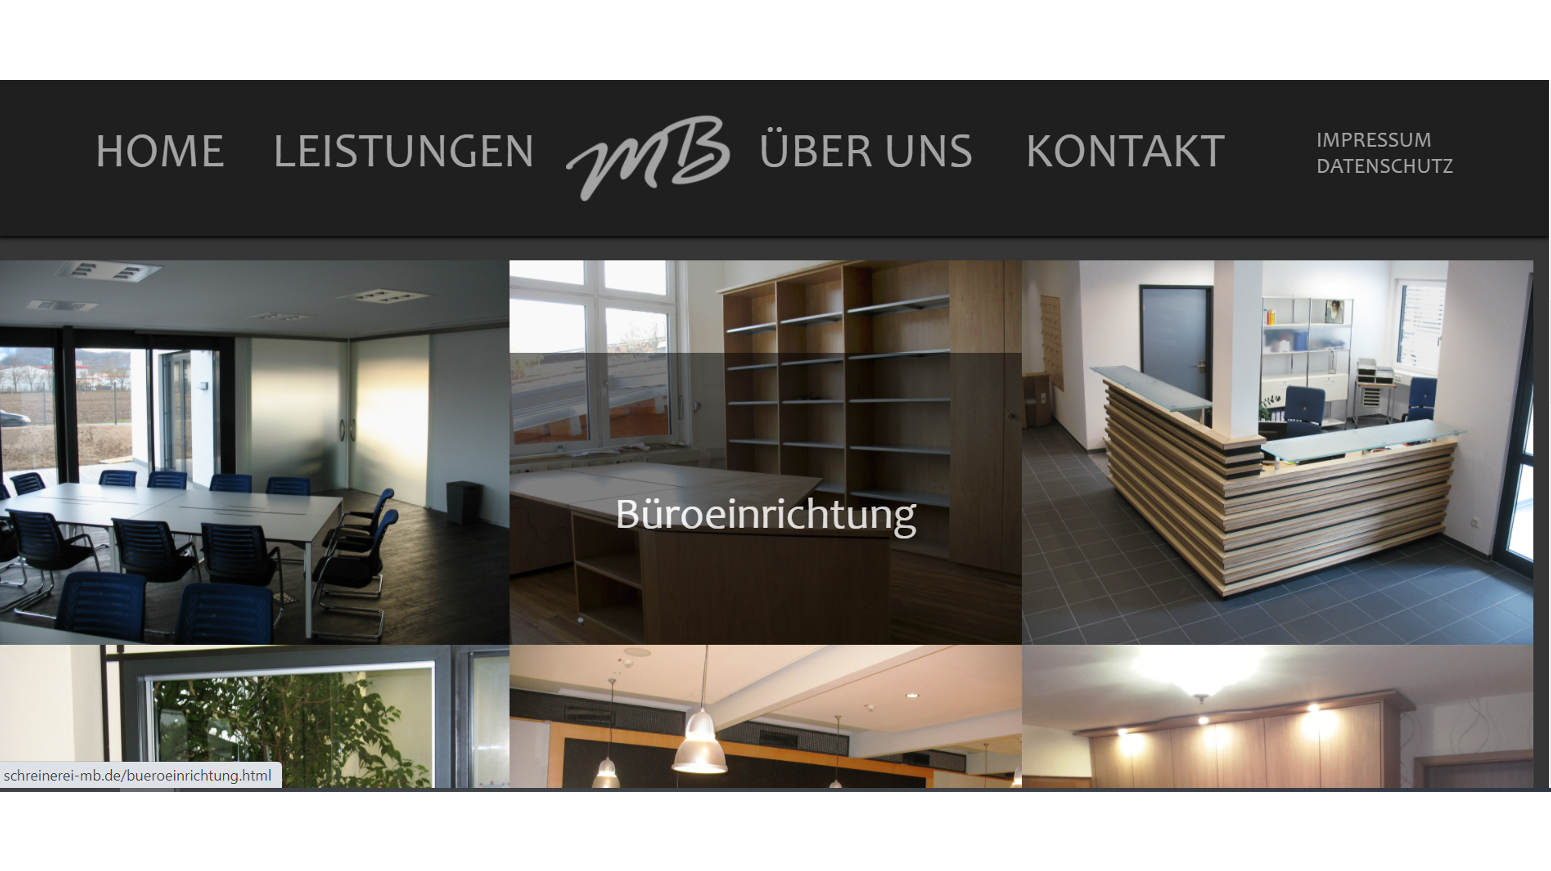 HOME LEISTUNGEN MB ÜBER UNS KONTAKT
IMPRESSUM
DATENSCHUTZ
Büroeinrichtung
schreinerei-mb.de/bueroeinrichtung.html